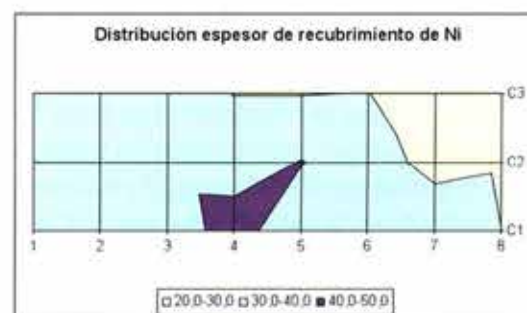 Distribución espesor de recubrimiento de Ni
C3
C2
C1
1 2 3 4 5 6 7 8
20,0-30,0 30,0-40,0 40,0-50,0